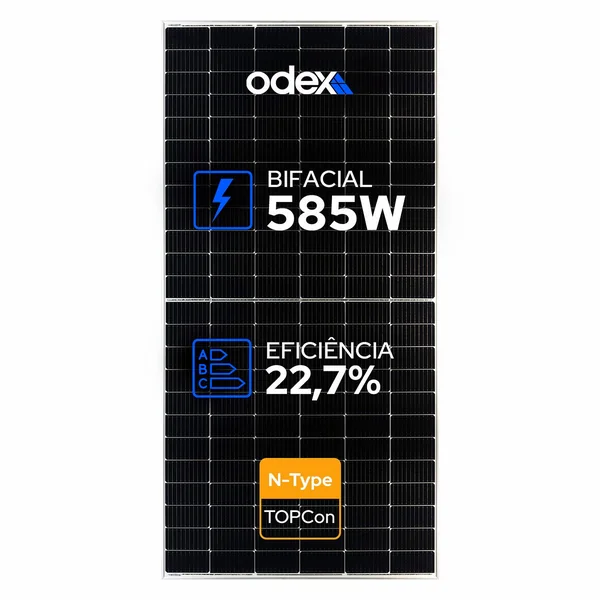 odex
BIFACIAL
585W
A
B
C
EFICIÊNCIA
22,7%
N-Type
TOPCon